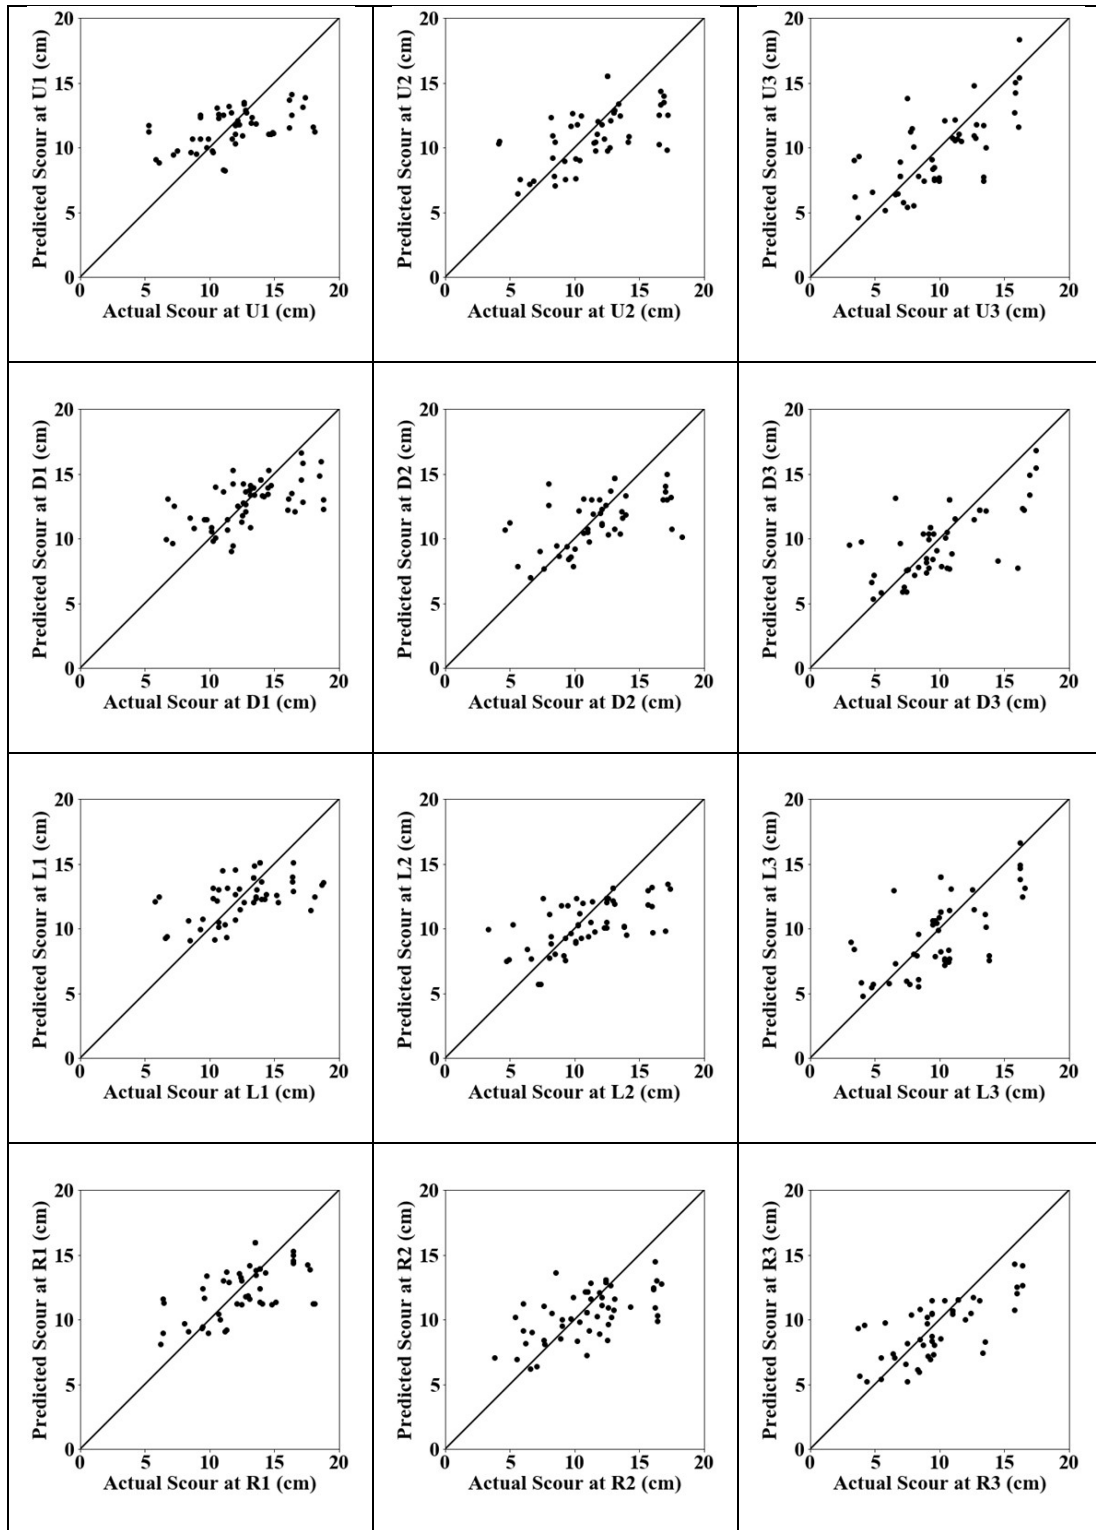 Predicted Scour at U1 (cm)
20
15
10
5
0
0 5 10 15 20
Actual Scour at U1 (cm)
Predicted Scour at U2 (cm)
20
15
10
5
0
0 5 10 15 20
Actual Scour at U2 (cm)
Predicted Scour at U3 (cm)
20
15
10
5
0
0 5 10 15 20
Actual Scour at U3 (cm)
Predicted Scour at D1 (cm)
20
15
10
5
0
0 5 10 15 20
Actual Scour at D1 (cm)
Predicted Scour at D2 (cm)
20
15
10
5
0
0 5 10 15 20
Actual Scour at D2 (cm)
Predicted Scour at D3 (cm)
20
15
10
5
0
0 5 10 15 20
Actual Scour at D3 (cm)
Predicted Scour at L1 (cm)
20
15
10
5
0
0 5 10 15 20
Actual Scour at L1 (cm)
Predicted Scour at L2 (cm)
20
15
10
5
0
0 5 10 15 20
Actual Scour at L2 (cm)
Predicted Scour at L3 (cm)
20
15
10
5
0
0 5 10 15 20
Actual Scour at L3 (cm)
Predicted Scour at R1 (cm)
20
15
10
5
0
0 5 10 15 20
Actual Scour at R1 (cm)
Predicted Scour at R2 (cm)
20
15
10
5
0
0 5 10 15 20
Actual Scour at R2 (cm)
Predicted Scour at R3 (cm)
20
15
10
5
0
0 5 10 15 20
Actual Scour at R3 (cm)